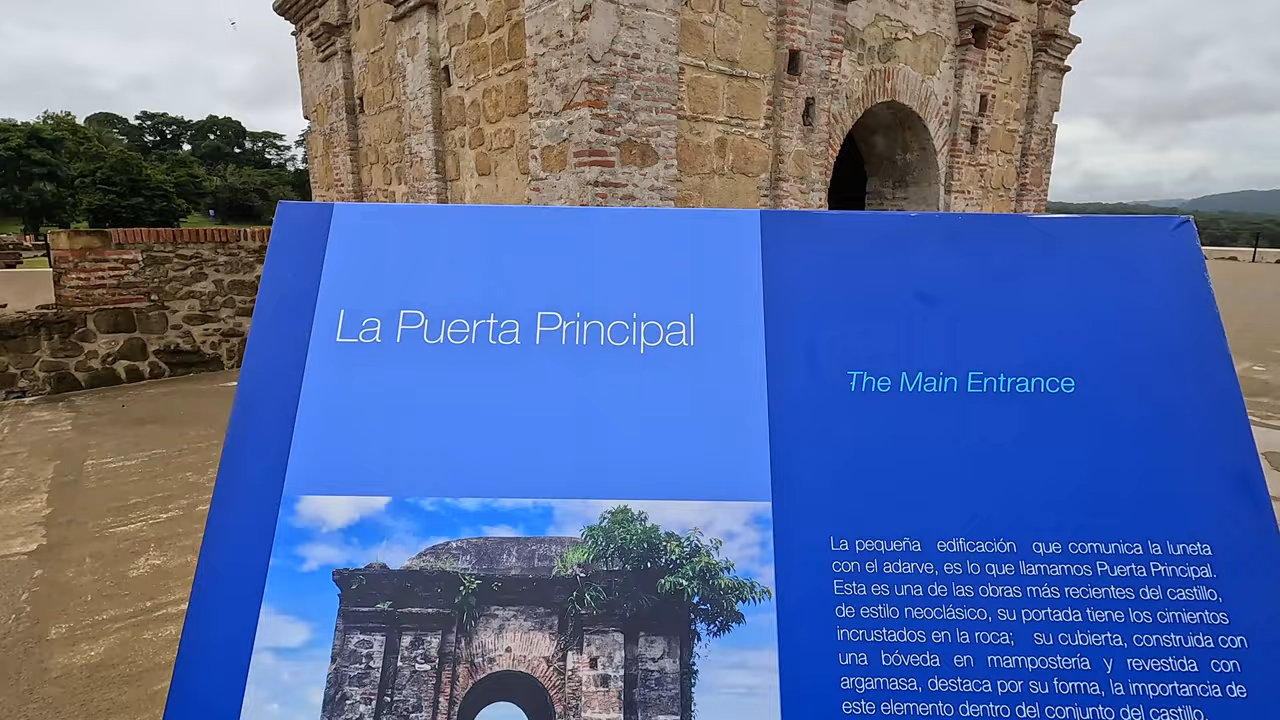 La Puerta Principal
The Main Entrance
La pequeña edificación que comunica la luneta
con el adarve, es lo que llamamos Puerta Principal.
Esta es una de las obras más recientes del castillo,
de estilo neoclásico, su portada tiene los cimientos
incrustados en la roca; su cubierta, construida con
una bóveda en mampostería y revestida con
argamasa, destaca por su forma, la importancia de
este elemento dentro del conjunto del castillo.